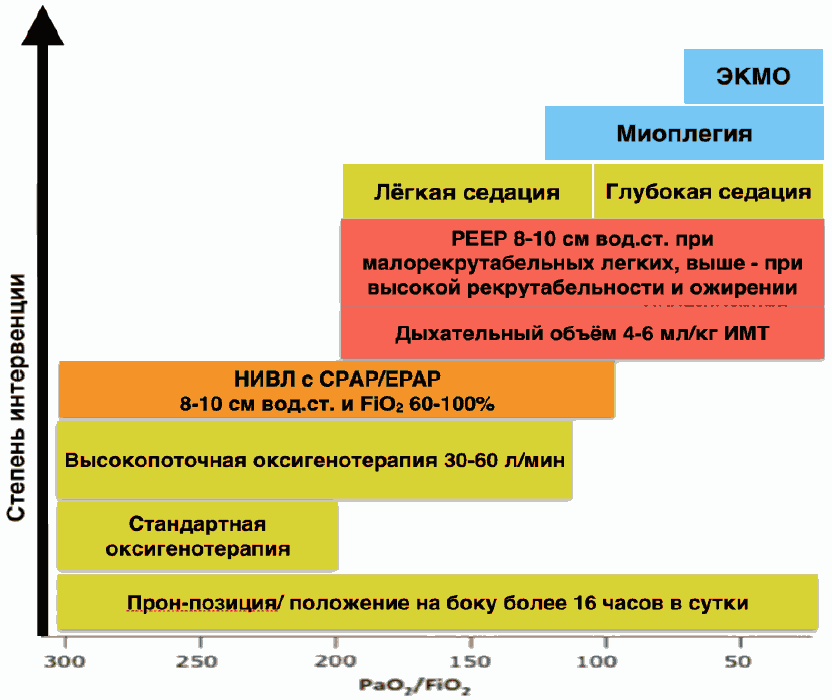 ЭКМО
Миоплегия
Лёгкая седация
Глубокая седация
PEEP 8-10 см вод.ст. при
малорекрутабельных легких, выше - при
высокой рекрутабельности и ожирении
Дыхательный объём 4-6 мл/кг ИМТ
НИВЛ с CPAP/EPAP
8-10 см вод.ст. и FiO₂ 60-100%
Высокопоточная оксигенотерапия 30-60 л/мин
Стандартная
оксигенотерапия
Прон-позиция/ положение на боку более 16 часов в сутки
Степень интервенции
300 250 200 150 100 50
PaO₂/FiO₂